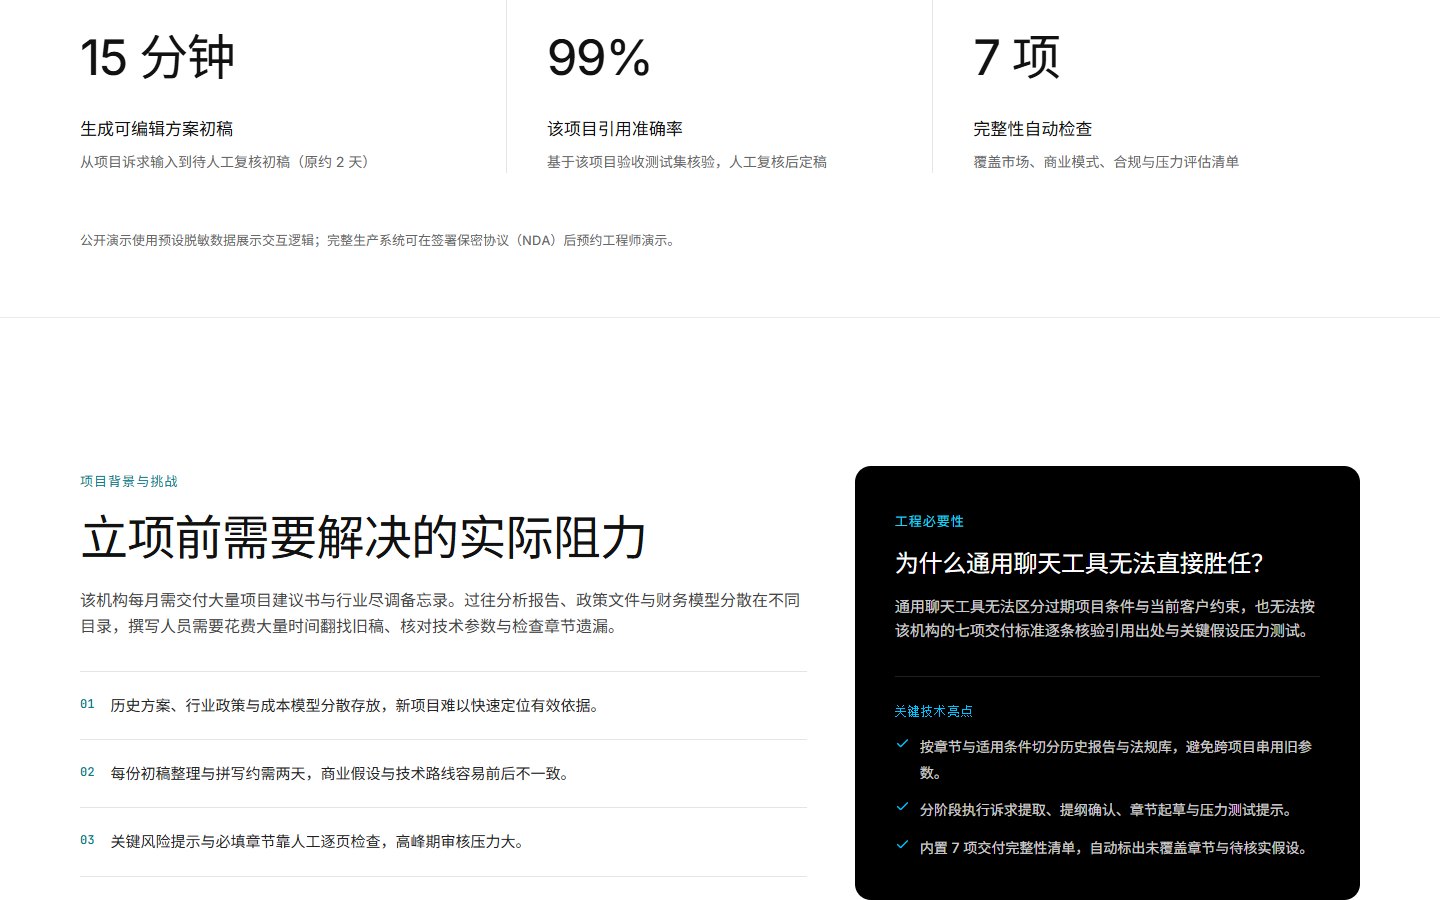 15 分钟
生成可编辑方案初稿
从项目诉求输入到待人工复核初稿（原约 2 天）
99%
该项目引用准确率
基于该项目验收测试集核验，人工复核后定稿
7 项
完整性自动检查
覆盖市场、商业模式、合规与压力评估清单
公开演示使用预设脱敏数据展示交互逻辑；完整生产系统可在签署保密协议（NDA）后预约工程师演示。
项目背景与挑战
立项前需要解决的实际阻力
该机构每月需交付大量项目建议书与行业尽调备忘录。过往分析报告、政策文件与财务模型分散在不同
目录，撰写人员需要花费大量时间翻找旧稿、核对技术参数与检查章节遗漏。
01 历史方案、行业政策与成本模型分散存放，新项目难以快速定位有效依据。
02 每份初稿整理与拼写约需两天，商业假设与技术路线容易前后不一致。
03 关键风险提示与必填章节靠人工逐页检查，高峰期审核压力大。
工程必要性
为什么通用聊天工具无法直接胜任？
通用聊天工具无法区分过期项目条件与当前客户约束，也无法按
该机构的七项交付标准逐条核验引用出处与关键假设压力测试。
关键技术亮点
按章节与适用条件切分历史报告与法规库，避免跨项目串用旧参
数。
分阶段执行诉求提取、提纲确认、章节起草与压力测试提示。
内置 7 项交付完整性清单，自动标出未覆盖章节与待核实假设。